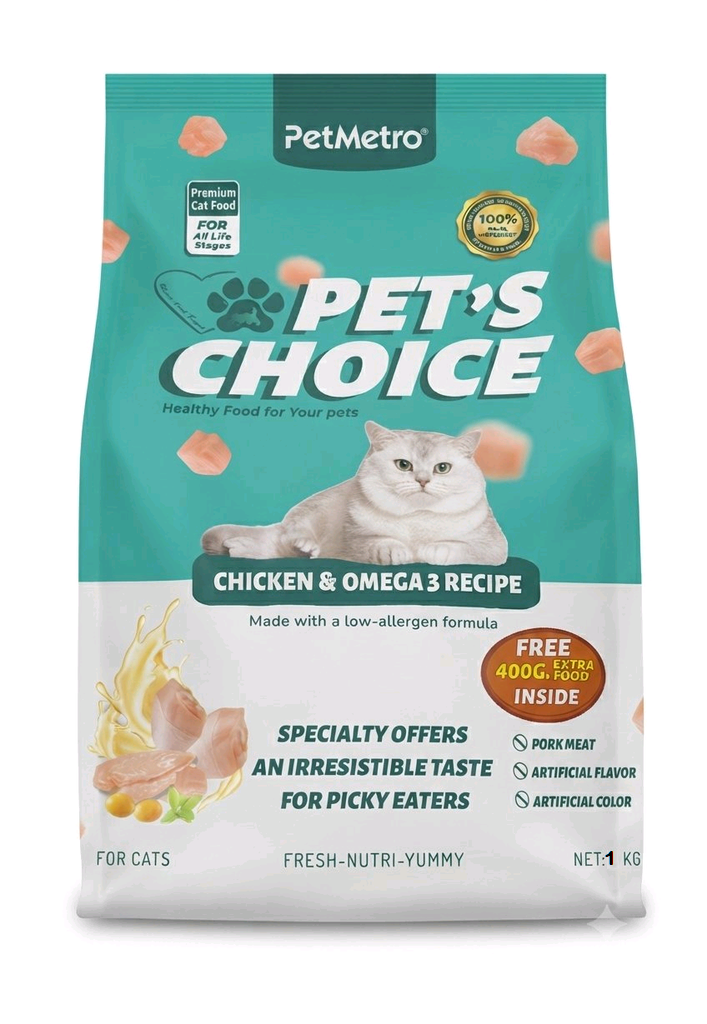 PetMetro®
Premium
Cat Food
FOR
All Life
Stages
100%
PET'S
CHOICE
Healthy Food for Your pets
CHICKEN & OMEGA 3 RECIPE
Made with a low-allergen formula
FREE
400G. EXTRA FOOD
INSIDE
SPECIALTY OFFERS
AN IRRESISTIBLE TASTE
FOR PICKY EATERS
PORK MEAT
ARTIFICIAL FLAVOR
ARTIFICIAL COLOR
FOR CATS
FRESH-NUTRI-YUMMY
NET:1 KG